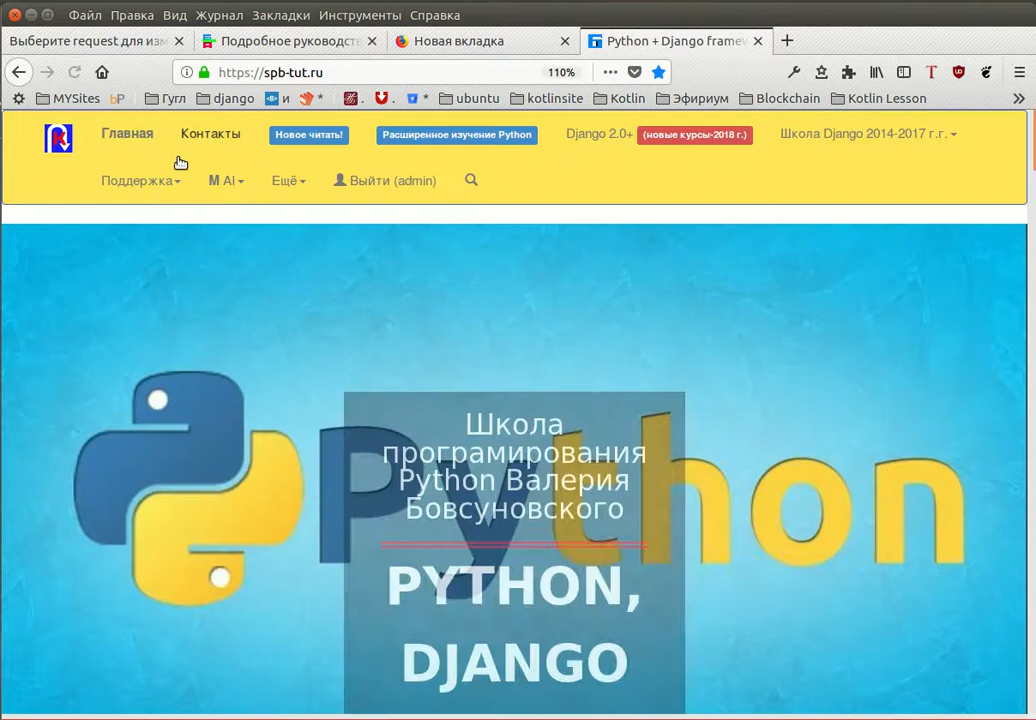 Файл Правка Вид Журнал Закладки Инструменты Справка
Выберите request для изм Подробное руководств Новая вкладка Python + Django framew
https://spb-tut.ru 110%
MYSites Гугл django и ubuntu kotlinsite Kotlin Эфириум Blockchain Kotlin Lesson
Главная Контакты Новое читать! Расширенное изучение Python Django 2.0+ (новые курсы-2018 г.) Школа Django 2014-2017 г.г.
Поддержка M AI Ещё Выйти (admin)
Python
Школа
програмирования
Python Валерия
Бовсуновского
PYTHON,
DJANGO